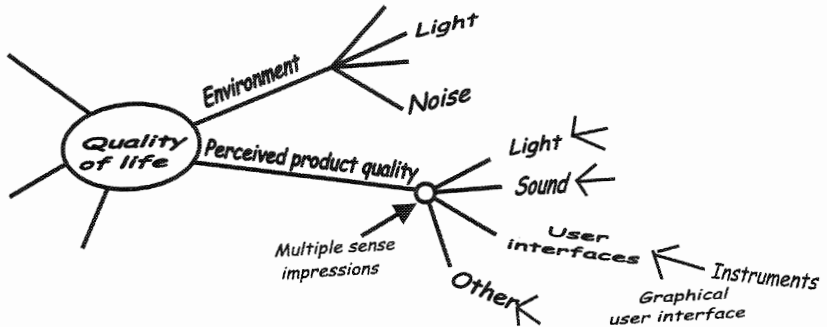 Light
Environment
Noise
Quality
of life
Perceived product quality
Light
Sound
User
interfaces
Multiple sense
impressions
Other
Instruments
Graphical
user interface